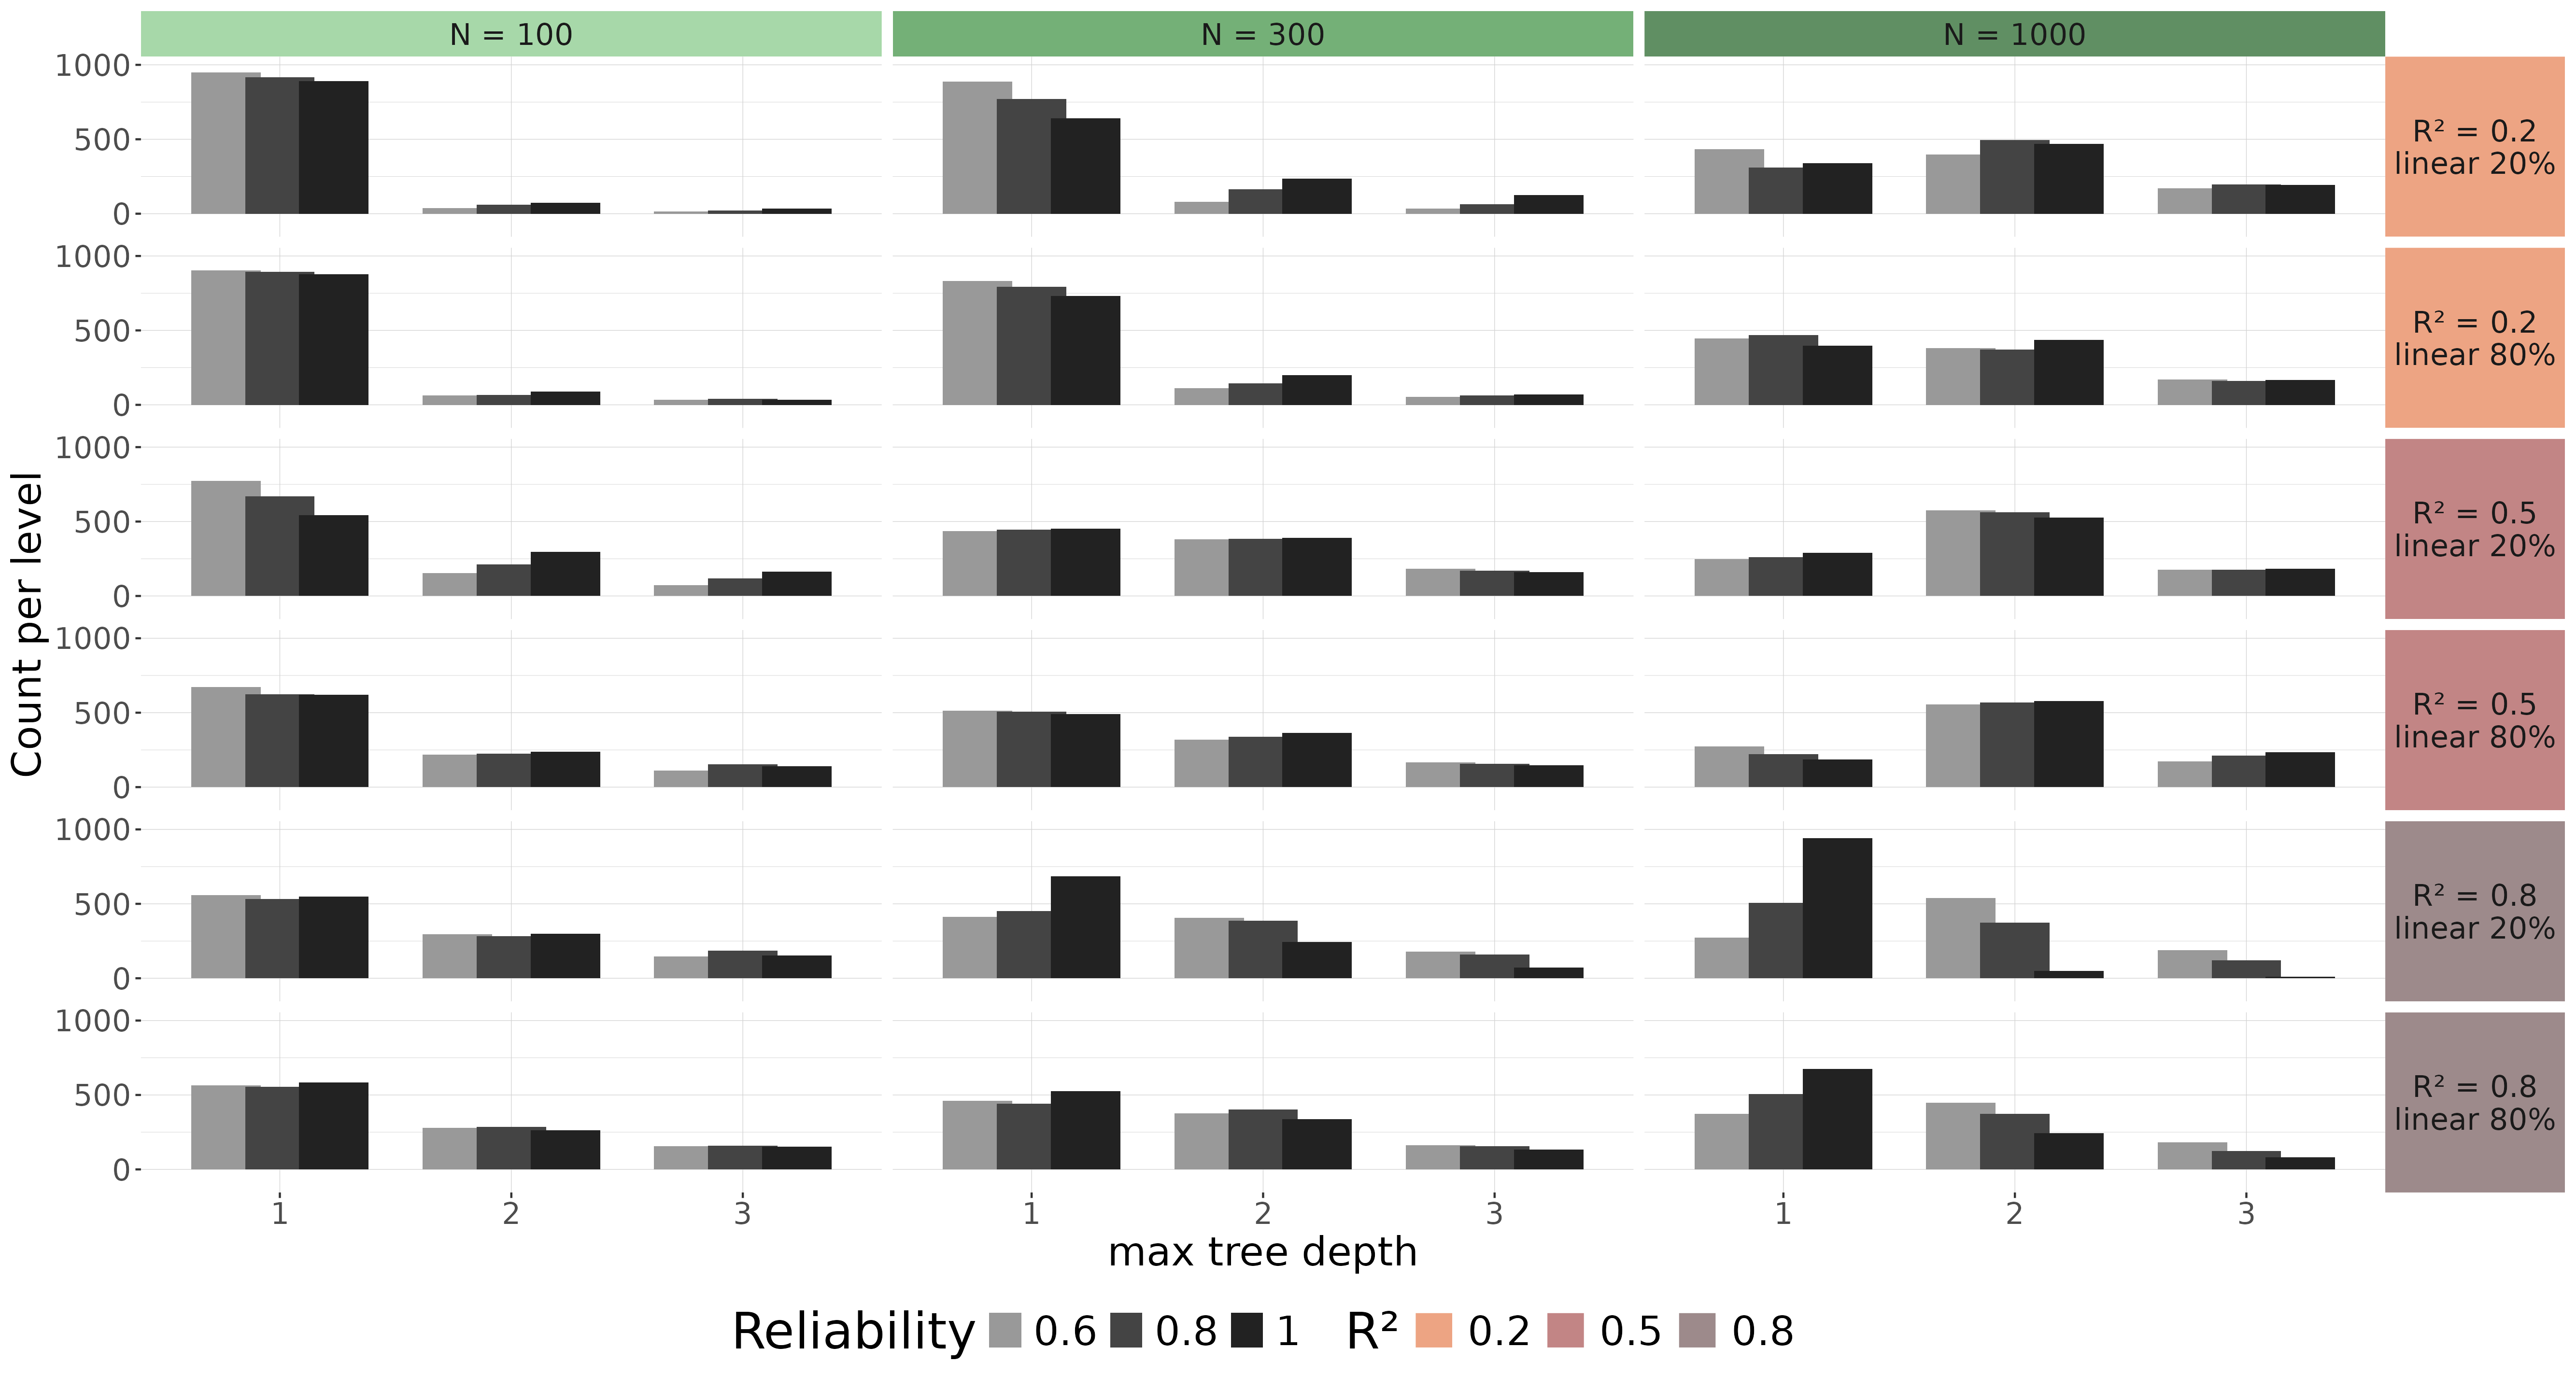 N = 100
N = 300
N = 1000
1000
500
0
R² = 0.2
linear 20%
1000
500
0
R² = 0.2
linear 80%
1000
500
0
R² = 0.5
linear 20%
1000
500
0
R² = 0.5
linear 80%
1000
500
0
R² = 0.8
linear 20%
1000
500
0
R² = 0.8
linear 80%
Count per level
1 2 3
1 2 3
1 2 3
max tree depth
Reliability 0.6 0.8 1 R² 0.2 0.5 0.8